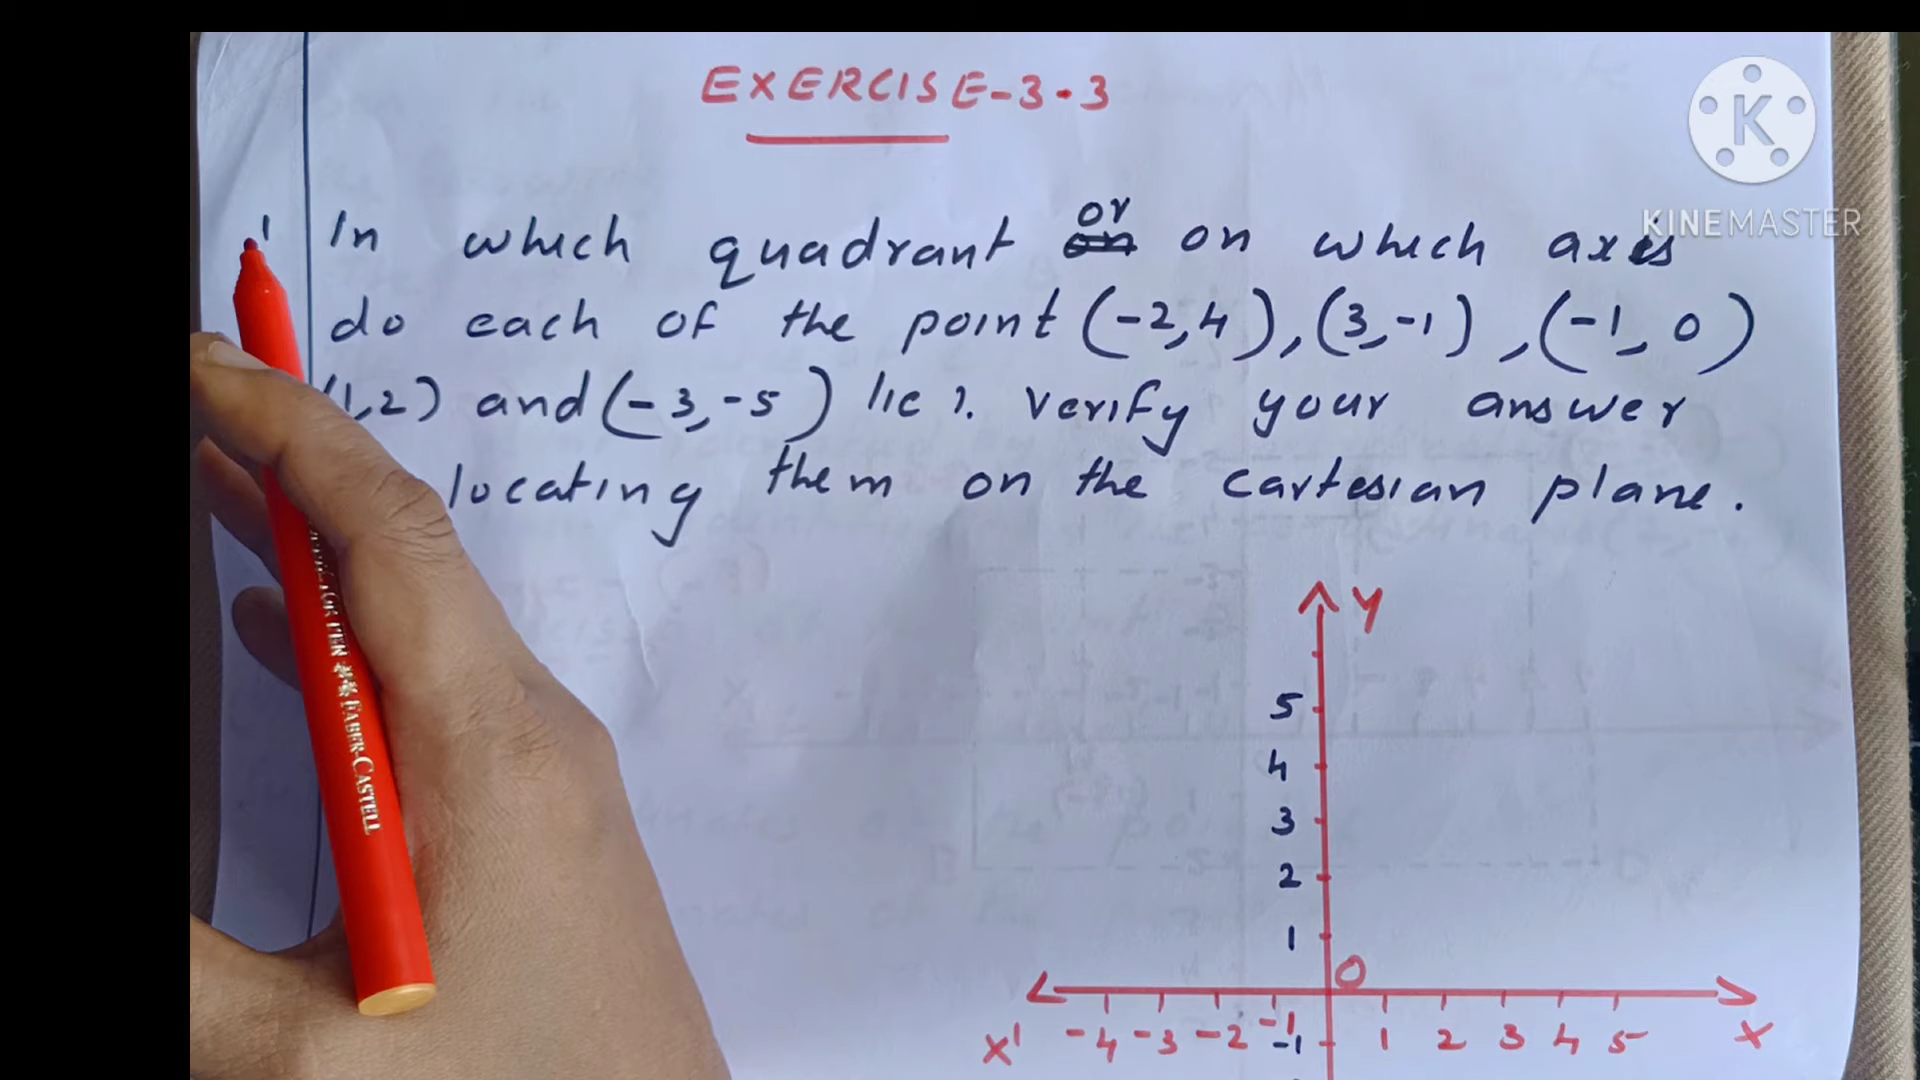 EXERCISE-3.3
K
KINEMASTER
1 In which quadrant or on which axis
do each of the point (-2,4), (3,-1), (-1, 0)
(1,2) and (-3,-5) lie ?. Verify your answer
locating them on the cartesian plane.
Y
5
4
3
2
1
O
X' -4 -3 -2 -1 -1 1 2 3 4 5 X
FABER-CASTELL